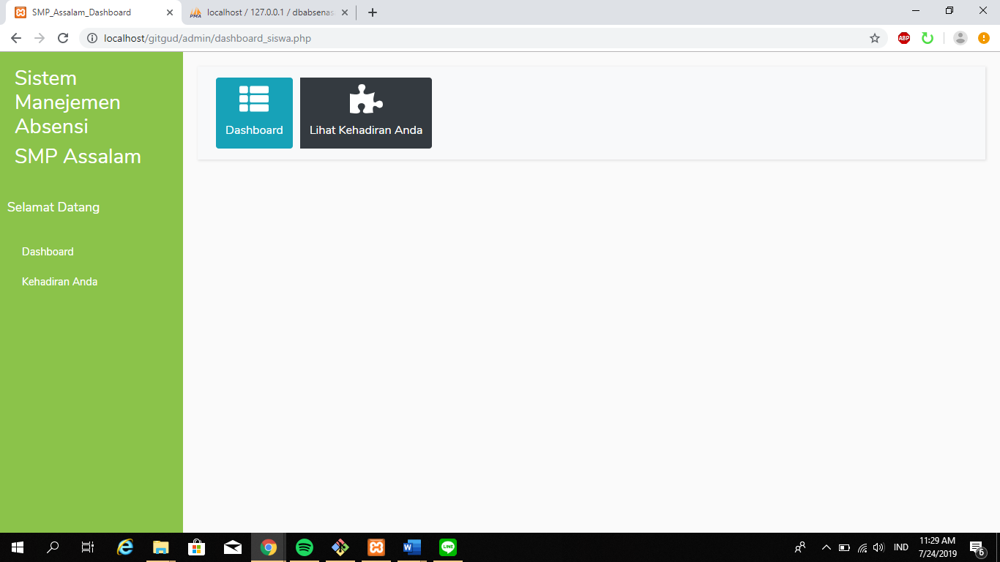 SMP_Assalam_Dashboard
localhost / 127.0.0.1 / dbabsenas
localhost/gitgud/admin/dashboard_siswa.php
ABP
Sistem
Manejemen
Absensi
SMP Assalam
Selamat Datang
Dashboard
Kehadiran Anda
Dashboard
Lihat Kehadiran Anda
IND
11:29 AM
7/24/2019
6